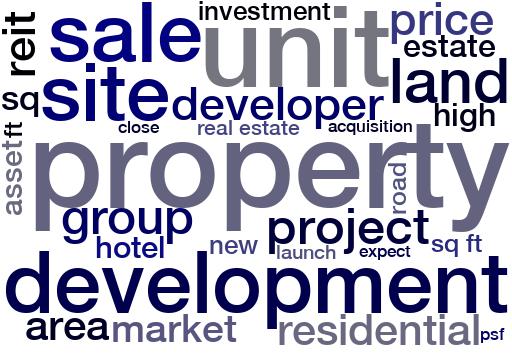 investment
reit
sale
unit
price
estate
land
sq
site
developer
high
close
real estate
acquisition
asset
ft
property
road
group
project
hotel
new
launch
expect
sq ft
development
area
market
residential
psf